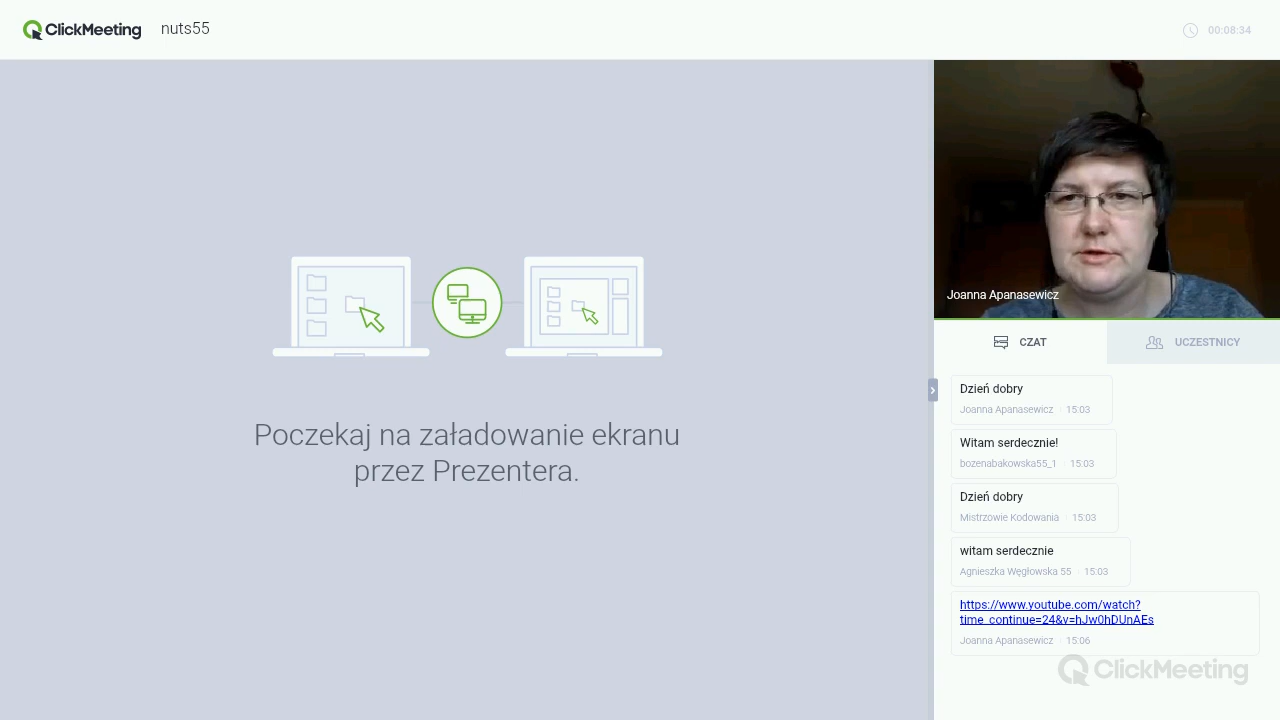 ClickMeeting
nuts55
00:08:34
Joanna Apanasewicz
CZAT
UCZESTNICY
Dzień dobry
Joanna Apanasewicz · 15:03
Witam serdecznie!
bozenabakowska55_1 · 15:03
Dzień dobry
Mistrzowie Kodowania · 15:03
witam serdecznie
Agnieszka Węgłowska 55 · 15:03
https://www.youtube.com/watch?
time_continue=24&v=hJw0hDUnAEs
Joanna Apanasewicz · 15:06
ClickMeeting
Poczekaj na załadowanie ekranu
przez Prezentera.